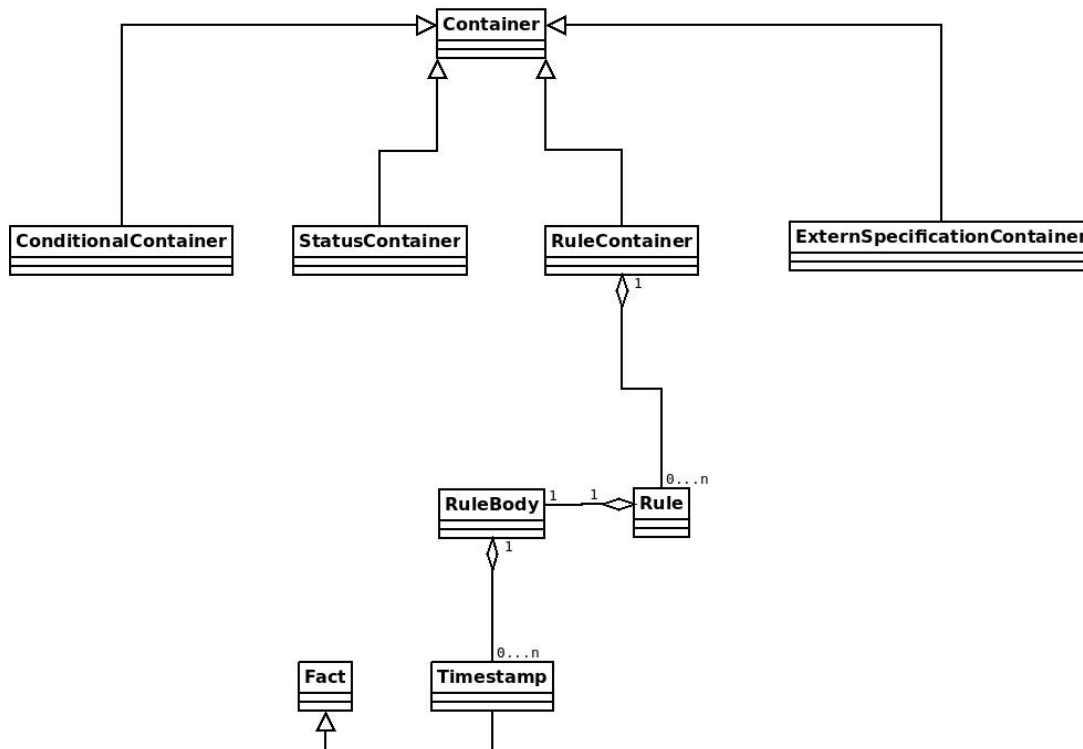 Container
ConditionalContainer
StatusContainer
RuleContainer
ExternSpecificationContainer
1
0...n
RuleBody
1
1
Rule
1
0...n
Fact
Timestamp